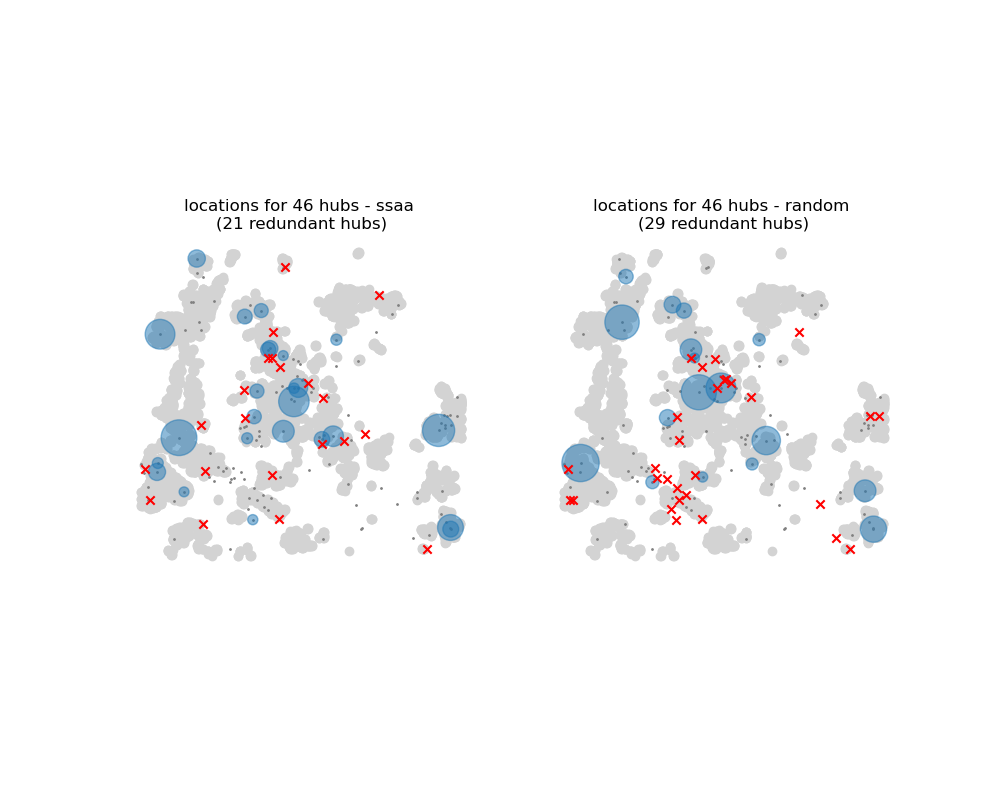 locations for 46 hubs - ssaa
(21 redundant hubs)
locations for 46 hubs - random
(29 redundant hubs)